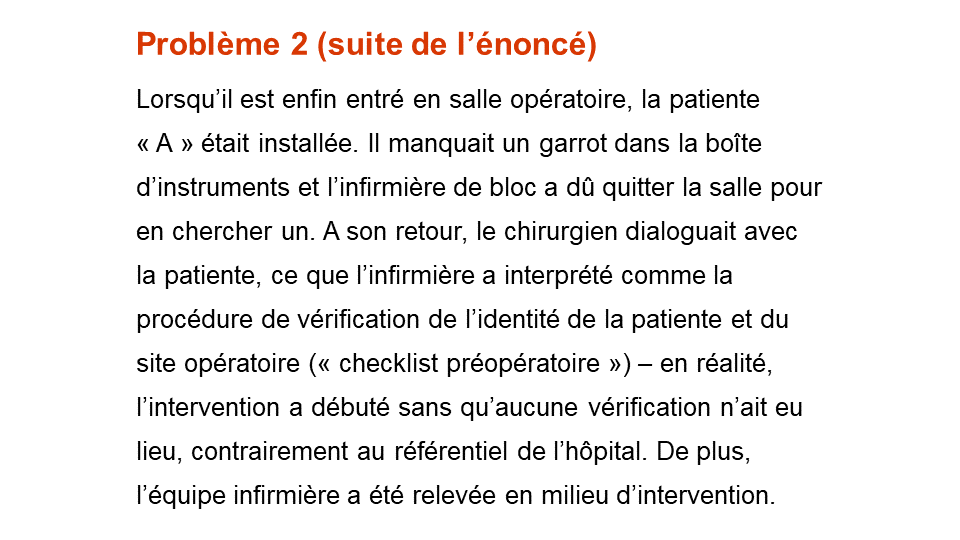 Problème 2 (suite de l’énoncé)
Lorsqu’il est enfin entré en salle opératoire, la patiente
« A » était installée. Il manquait un garrot dans la boîte
d’instruments et l’infirmière de bloc a dû quitter la salle pour
en chercher un. A son retour, le chirurgien dialoguait avec
la patiente, ce que l’infirmière a interprété comme la
procédure de vérification de l’identité de la patiente et du
site opératoire (« checklist préopératoire ») – en réalité,
l’intervention a débuté sans qu’aucune vérification n’ait eu
lieu, contrairement au référentiel de l’hôpital. De plus,
l’équipe infirmière a été relevée en milieu d’intervention.